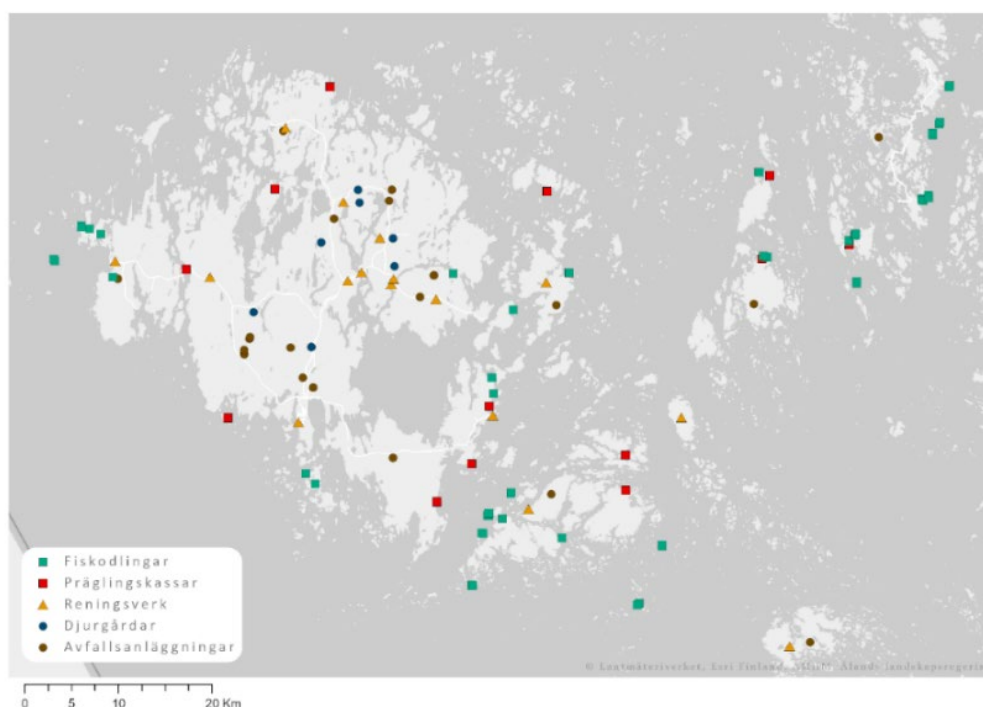 Fiskodlingar
Präglingskassar
Reningsverk
Djurgårdar
Avfallsanläggningar
© Lantmäteriverket, Esri Finland, Ålands landskapsregering
0 5 10 20 Km